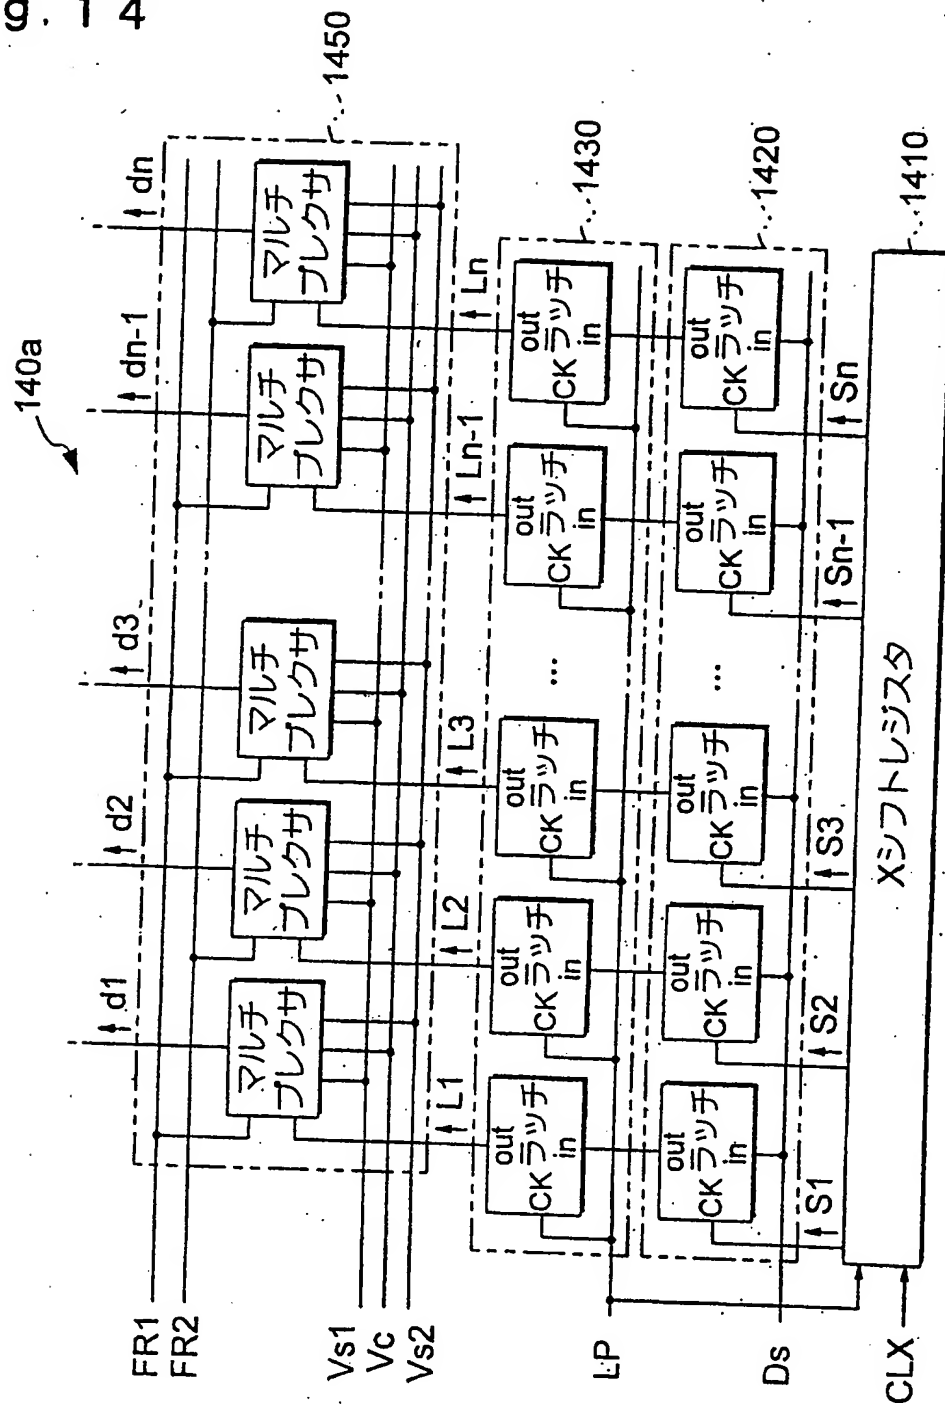 g. 14
140a
1450
d1
d2
d3
dn-1
dn
FR1
FR2
マルチ
プレクサ
マルチ
プレクサ
マルチ
プレクサ
マルチ
プレクサ
マルチ
プレクサ
Vs1
Vc
Vs2
L1
L2
L3
Ln-1
Ln
1430
out
CK ラッチ
in
out
CK ラッチ
in
out
CK ラッチ
in
...
out
CK ラッチ
in
out
CK ラッチ
in
LP
1420
out
CK ラッチ
in
out
CK ラッチ
in
out
CK ラッチ
in
...
out
CK ラッチ
in
out
CK ラッチ
in
Ds
S1
S2
S3
Sn-1
Sn
1410
Xシフトレジスタ
CLX